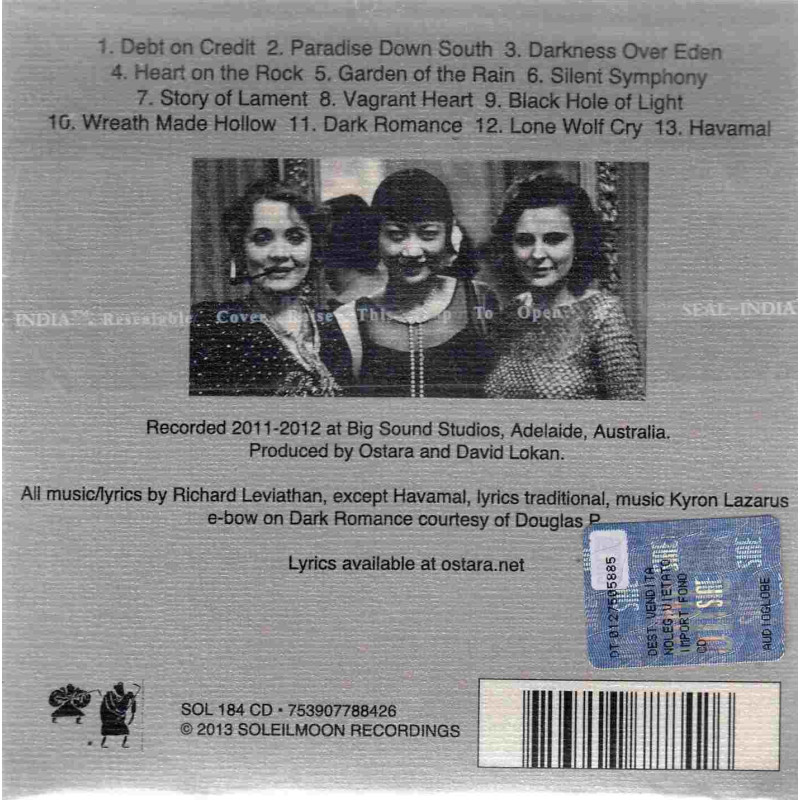 1. Debt on Credit 2. Paradise Down South 3. Darkness Over Eden
4. Heart on the Rock 5. Garden of the Rain 6. Silent Symphony
7. Story of Lament 8. Vagrant Heart 9. Black Hole of Light
10. Wreath Made Hollow 11. Dark Romance 12. Lone Wolf Cry 13. Havamal
INDIA™. Resealable Cover Raise This To Open SEAL-INDIA
Recorded 2011-2012 at Big Sound Studios, Adelaide, Australia.
Produced by Ostara and David Lokan.
All music/lyrics by Richard Leviathan, except Havamal, lyrics traditional, music Kyron Lazarus
e-bow on Dark Romance courtesy of Douglas P
Lyrics available at ostara.net
DT 0127505885
DEST.VENDITA
NOLEG.VIETATO
IMPORT FONO
CD
SIAE
AUDIOGLOBE
SOL 184 CD • 753907788426
© 2013 SOLEILMOON RECORDINGS